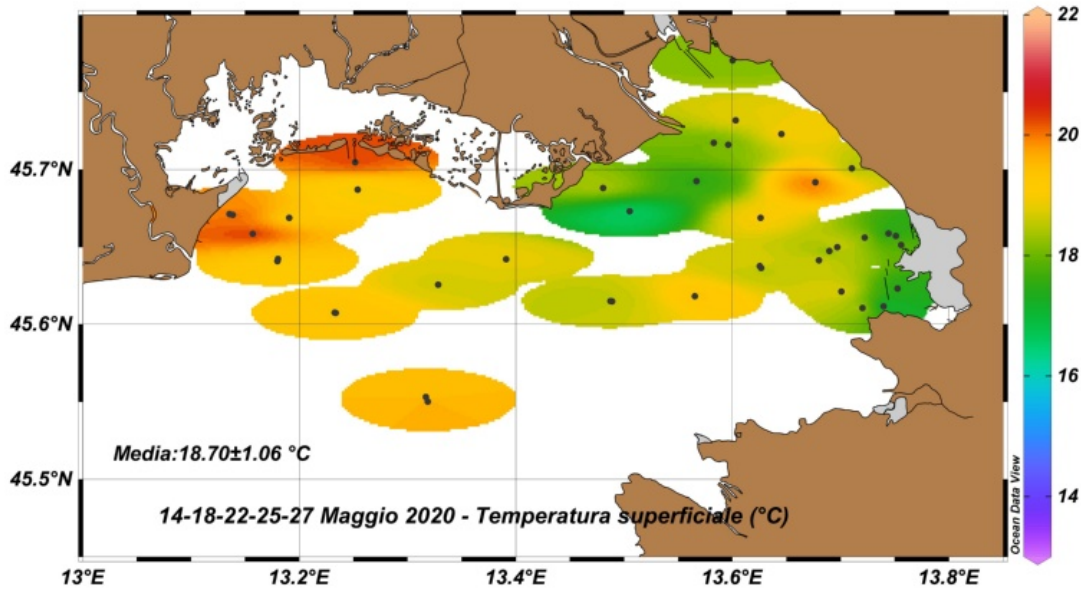 22
20
18
16
14
45.7°N
45.6°N
45.5°N
Media:18.70±1.06 °C
14-18-22-25-27 Maggio 2020 - Temperatura superficiale (°C)
Ocean Data View
13°E
13.2°E
13.4°E
13.6°E
13.8°E